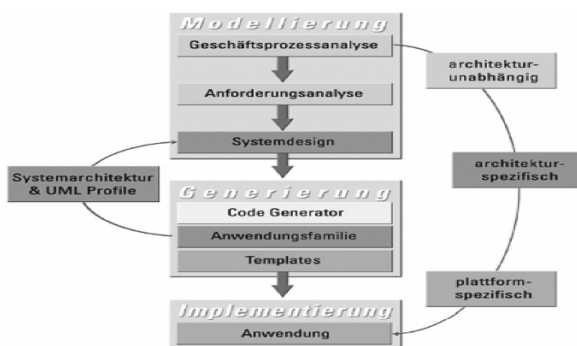 Modellierung
Geschäftsprozessanalyse
Anforderungsanalyse
Systemdesign
Systemarchitektur
& UML Profile
Generierung
Code Generator
Anwendungsfamilie
Templates
Implementierung
Anwendung
architektur-
unabhängig
architektur-
spezifisch
plattform-
spezifisch